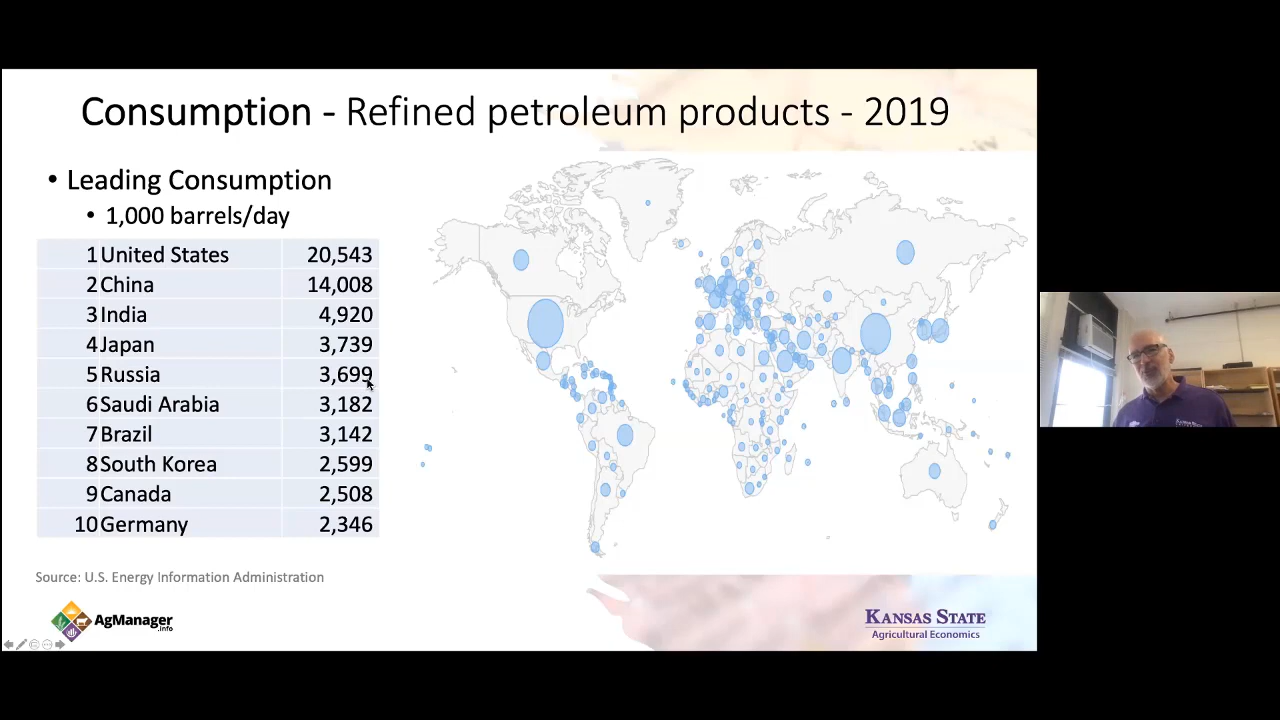 Consumption - Refined petroleum products - 2019
• Leading Consumption
• 1,000 barrels/day
1 United States 20,543
2 China 14,008
3 India 4,920
4 Japan 3,739
5 Russia 3,699
6 Saudi Arabia 3,182
7 Brazil 3,142
8 South Korea 2,599
9 Canada 2,508
10 Germany 2,346
Source: U.S. Energy Information Administration
AgManager
.info
KANSAS STATE
Agricultural Economics